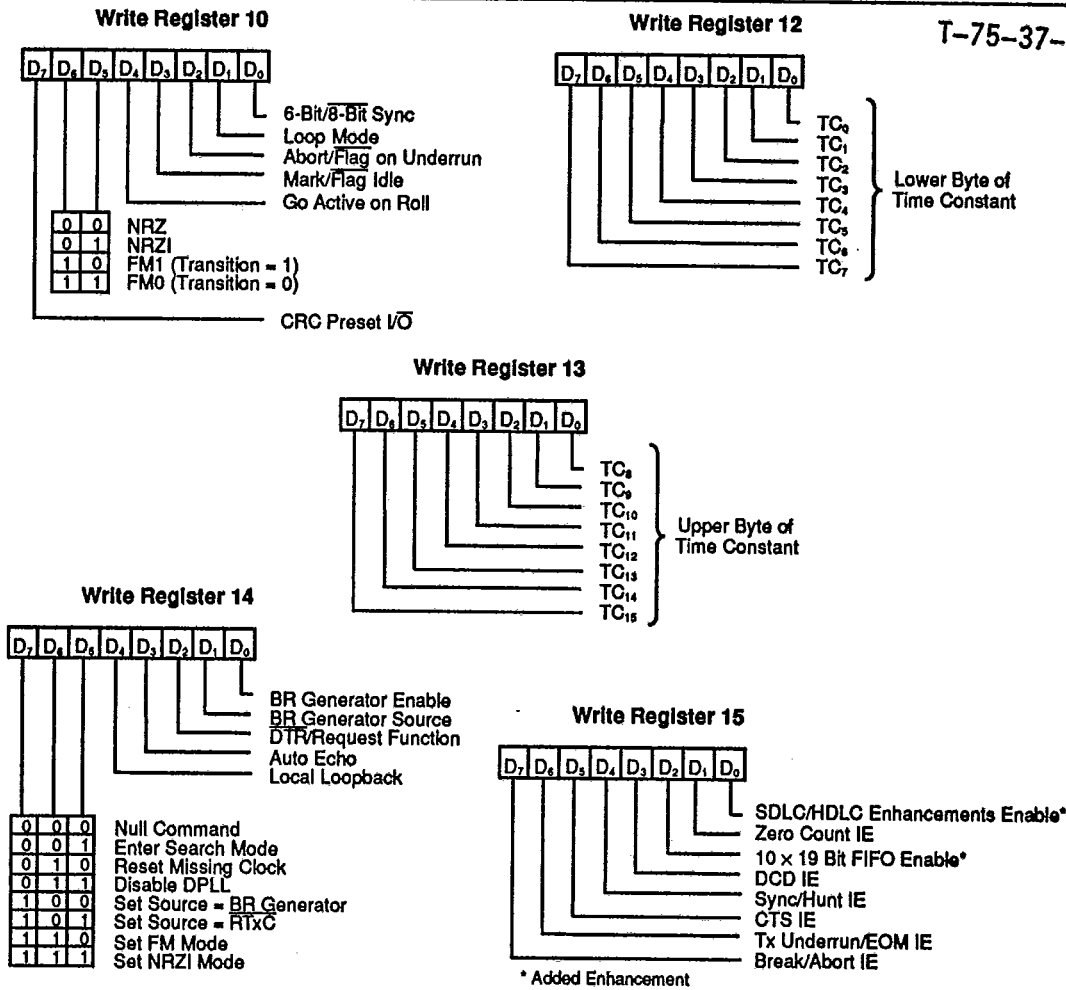 Write Register 10
D₇ D₆ D₅ D₄ D₃ D₂ D₁ D₀
6-Bit/8-Bit Sync
Loop Mode
Abort/Flag on Underrun
Mark/Flag Idle
Go Active on Roll
0 0 NRZ
0 1 NRZI
1 0 FM1 (Transition = 1)
1 1 FM0 (Transition = 0)
CRC Preset I/O
Write Register 12
T-75-37-
D₇ D₆ D₅ D₄ D₃ D₂ D₁ D₀
TC₀
TC₁
TC₂
TC₃
TC₄
TC₅
TC₆
TC₇
Lower Byte of
Time Constant
Write Register 13
D₇ D₆ D₅ D₄ D₃ D₂ D₁ D₀
TC₈
TC₉
TC₁₀
TC₁₁
TC₁₂
TC₁₃
TC₁₄
TC₁₅
Upper Byte of
Time Constant
Write Register 14
D₇ D₆ D₅ D₄ D₃ D₂ D₁ D₀
BR Generator Enable
BR Generator Source
DTR/Request Function
Auto Echo
Local Loopback
0 0 0 Null Command
0 0 1 Enter Search Mode
0 1 0 Reset Missing Clock
0 1 1 Disable DPLL
1 0 0 Set Source = BR Generator
1 0 1 Set Source = RTxC
1 1 0 Set FM Mode
1 1 1 Set NRZI Mode
Write Register 15
D₇ D₆ D₅ D₄ D₃ D₂ D₁ D₀
SDLC/HDLC Enhancements Enable*
Zero Count IE
10 x 19 Bit FIFO Enable*
DCD IE
Sync/Hunt IE
CTS IE
Tx Underrun/EOM IE
Break/Abort IE
* Added Enhancement